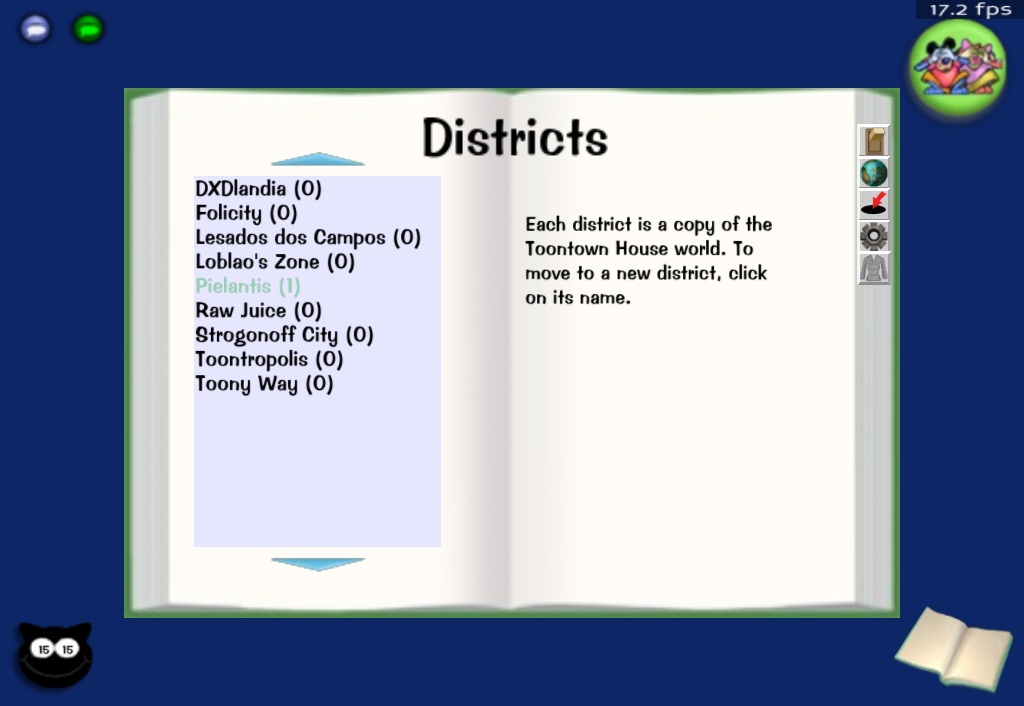 17.2 fps
Districts
DXDlandia (0)
Folicity (0)
Lesados dos Campos (0)
Loblao's Zone (0)
Pielantis (1)
Raw Juice (0)
Strogonoff City (0)
Toontropolis (0)
Toony Way (0)
Each district is a copy of the
Toontown House world. To
move to a new district, click
on its name.
15 15